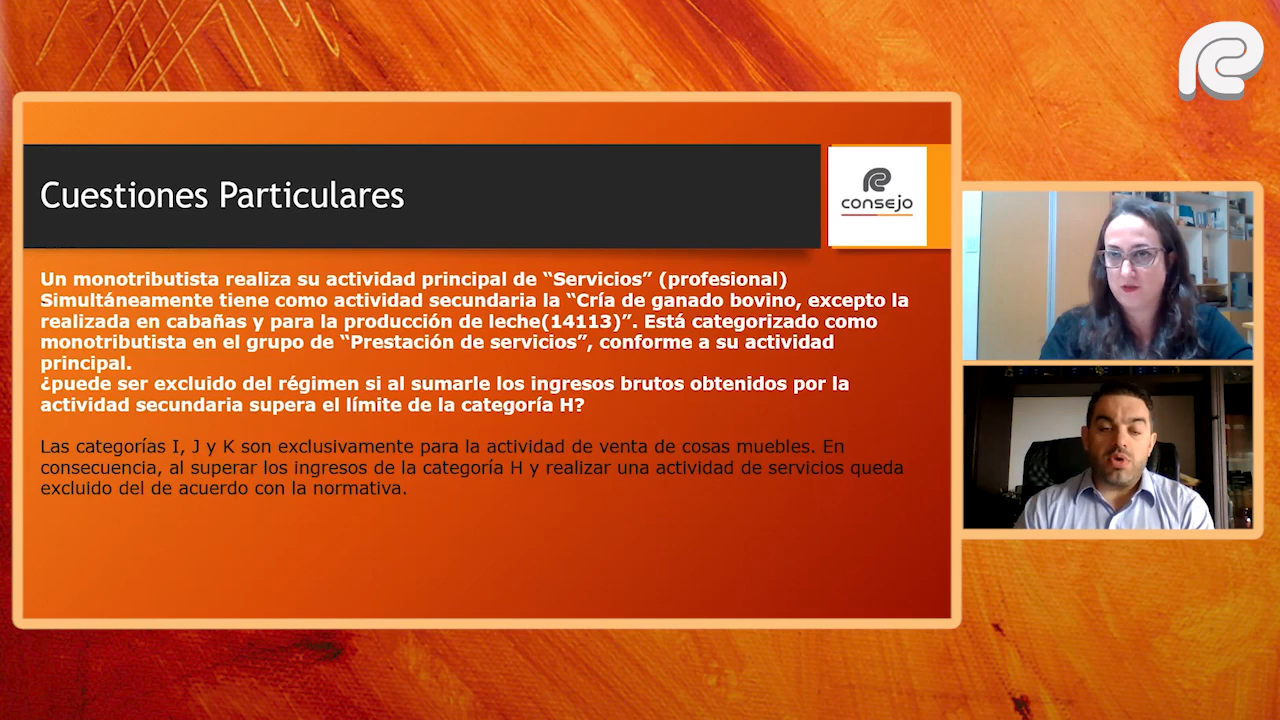 Cuestiones Particulares
consejo
Un monotributista realiza su actividad principal de “Servicios” (profesional)
Simultáneamente tiene como actividad secundaria la “Cría de ganado bovino, excepto la
realizada en cabañas y para la producción de leche(14113)”. Está categorizado como
monotributista en el grupo de “Prestación de servicios”, conforme a su actividad
principal.
¿puede ser excluido del régimen si al sumarle los ingresos brutos obtenidos por la
actividad secundaria supera el límite de la categoría H?
Las categorías I, J y K son exclusivamente para la actividad de venta de cosas muebles. En
consecuencia, al superar los ingresos de la categoría H y realizar una actividad de servicios queda
excluido del de acuerdo con la normativa.